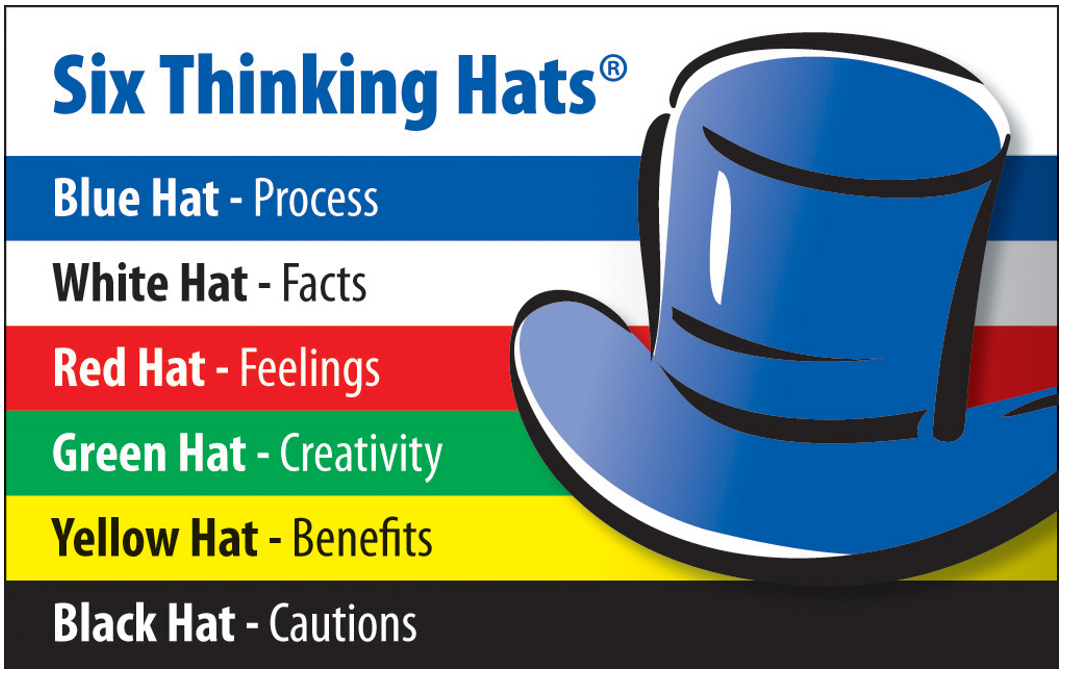 Six Thinking Hats®
Blue Hat - Process
White Hat - Facts
Red Hat - Feelings
Green Hat - Creativity
Yellow Hat - Benefits
Black Hat - Cautions